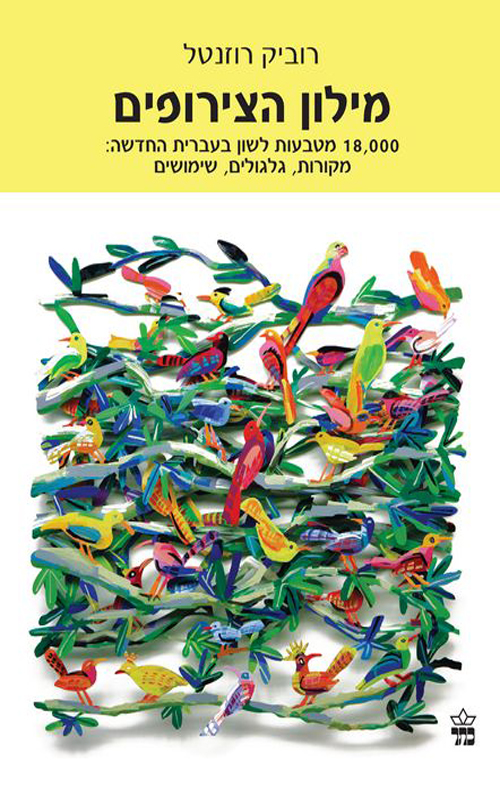 רוביק רוזנטל
מילון הצירופים
18,000 מטבעות לשון בעברית החדשה:
מקורות, גלגולים, שימושים
כתר